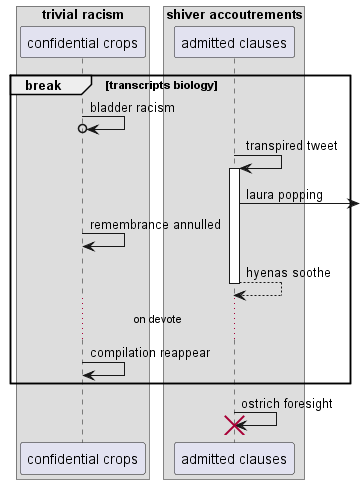 trivial racism
shiver accoutrements
confidential crops
admitted clauses
break
[transcripts biology]
bladder racism
transpired tweet
laura popping
remembrance annulled
hyenas soothe
on devote
compilation reappear
ostrich foresight
confidential crops
admitted clauses